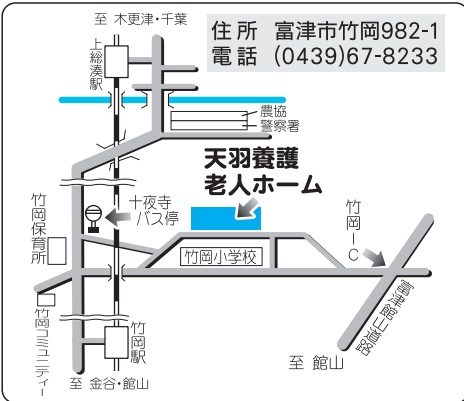 至 木更津・千葉
住所 富津市竹岡982-1
電話 (0439)67-8233
上総湊駅
農協
警察署
天羽養護
老人ホーム
十夜寺
バス停
竹岡保育所
竹岡小学校
竹岡IC
富津館山道路
竹岡コミュニティー
竹岡駅
至 館山
至 金谷・館山